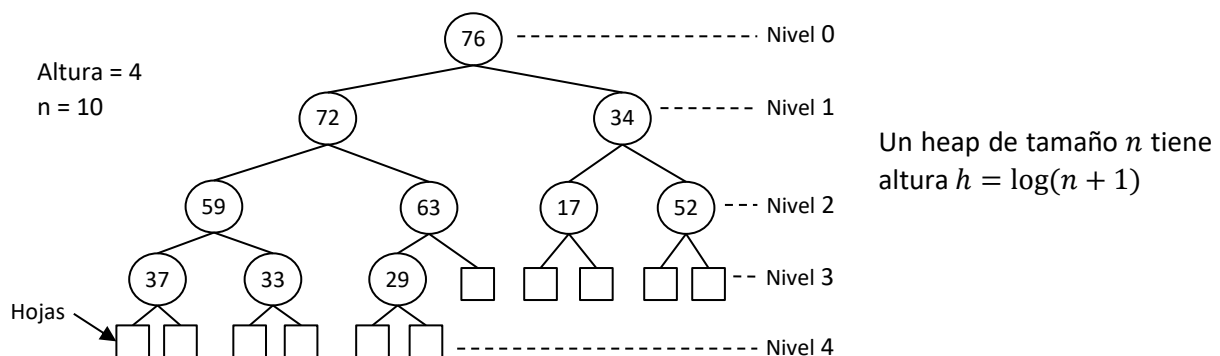 76
Nivel 0
Altura = 4
n = 10
72
34
Nivel 1
Un heap de tamaño n tiene
altura h = log(n + 1)
59
63
17
52
Nivel 2
37
33
29
Nivel 3
Hojas
Nivel 4